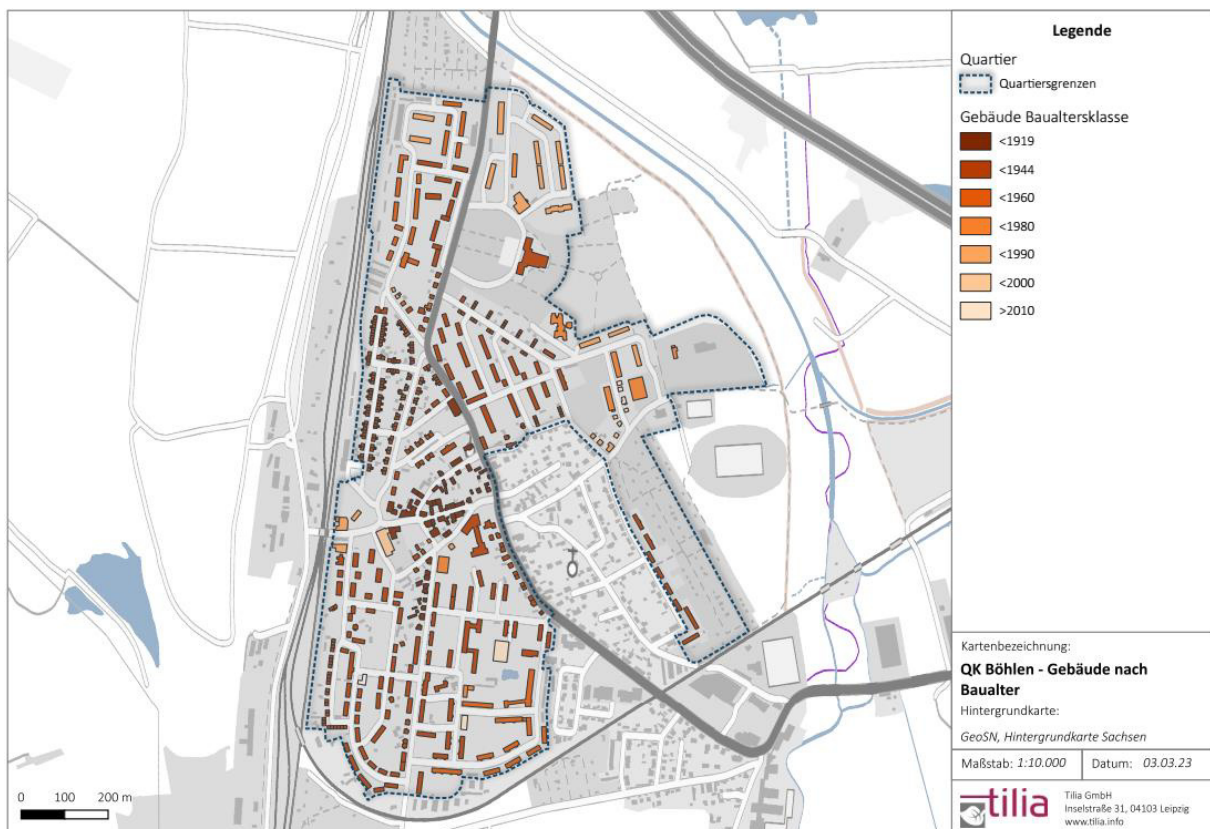 Legende
Quartier
Quartiersgrenzen
Gebäude Baualtersklasse
<1919
<1944
<1960
<1980
<1990
<2000
>2010
Kartenbezeichnung:
QK Böhlen - Gebäude nach
Baualter
Hintergrundkarte:
GeoSN, Hintergrundkarte Sachsen
Maßstab: 1:10.000
Datum: 03.03.23
tilia
Tilia GmbH
Inselstraße 31, 04103 Leipzig
www.tilia.info
0 100 200 m